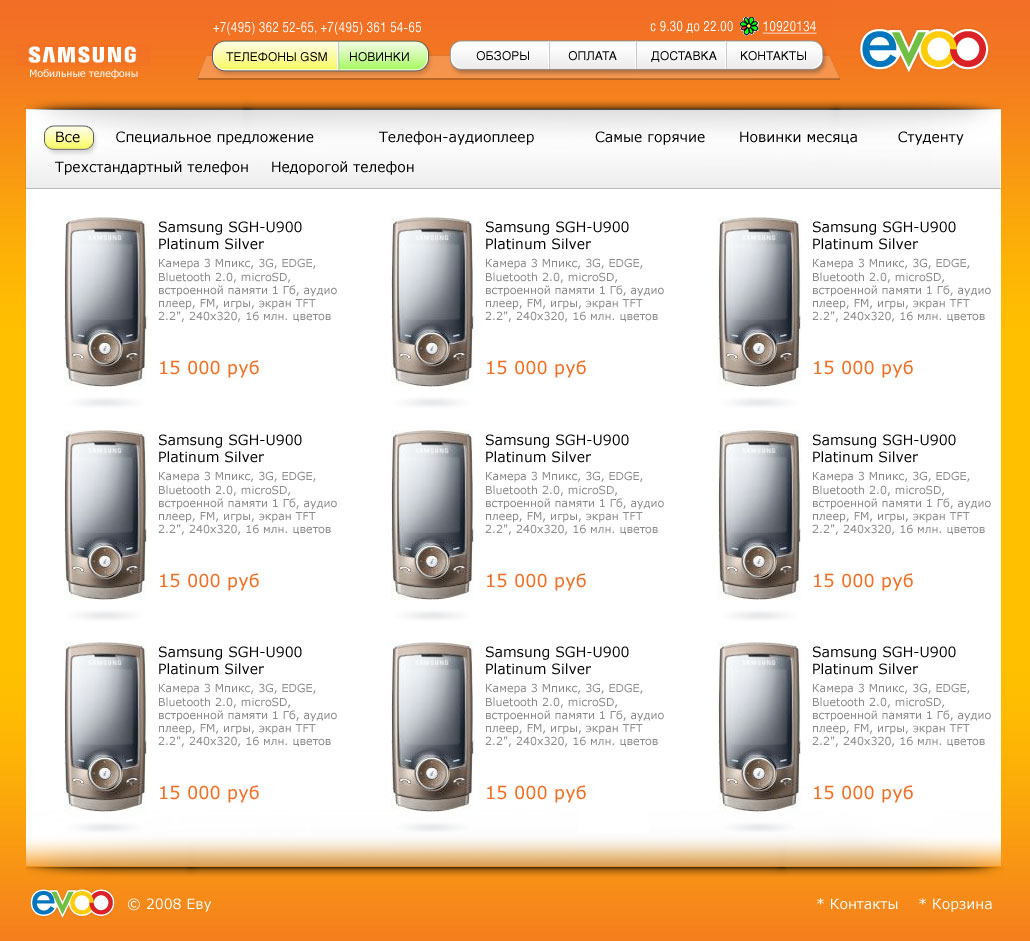 +7(495) 362 52-65, +7(495) 361 54-65
с 9.30 до 22.00 10920134
SAMSUNG
Мобильные телефоны
ТЕЛЕФОНЫ GSM НОВИНКИ
ОБЗОРЫ ОПЛАТА ДОСТАВКА КОНТАКТЫ
evoo
Все Специальное предложение Телефон-аудиоплеер Самые горячие Новинки месяца Студенту
Трехстандартный телефон Недорогой телефон
Samsung SGH-U900
Platinum Silver
Камера 3 Мпикс, 3G, EDGE,
Bluetooth 2.0, microSD,
встроенной памяти 1 Гб, аудио
плеер, FM, игры, экран TFT
2.2", 240x320, 16 млн. цветов
15 000 руб
Samsung SGH-U900
Platinum Silver
Камера 3 Мпикс, 3G, EDGE,
Bluetooth 2.0, microSD,
встроенной памяти 1 Гб, аудио
плеер, FM, игры, экран TFT
2.2", 240x320, 16 млн. цветов
15 000 руб
Samsung SGH-U900
Platinum Silver
Камера 3 Мпикс, 3G, EDGE,
Bluetooth 2.0, microSD,
встроенной памяти 1 Гб, аудио
плеер, FM, игры, экран TFT
2.2", 240x320, 16 млн. цветов
15 000 руб
Samsung SGH-U900
Platinum Silver
Камера 3 Мпикс, 3G, EDGE,
Bluetooth 2.0, microSD,
встроенной памяти 1 Гб, аудио
плеер, FM, игры, экран TFT
2.2", 240x320, 16 млн. цветов
15 000 руб
Samsung SGH-U900
Platinum Silver
Камера 3 Мпикс, 3G, EDGE,
Bluetooth 2.0, microSD,
встроенной памяти 1 Гб, аудио
плеер, FM, игры, экран TFT
2.2", 240x320, 16 млн. цветов
15 000 руб
Samsung SGH-U900
Platinum Silver
Камера 3 Мпикс, 3G, EDGE,
Bluetooth 2.0, microSD,
встроенной памяти 1 Гб, аудио
плеер, FM, игры, экран TFT
2.2", 240x320, 16 млн. цветов
15 000 руб
Samsung SGH-U900
Platinum Silver
Камера 3 Мпикс, 3G, EDGE,
Bluetooth 2.0, microSD,
встроенной памяти 1 Гб, аудио
плеер, FM, игры, экран TFT
2.2", 240x320, 16 млн. цветов
15 000 руб
Samsung SGH-U900
Platinum Silver
Камера 3 Мпикс, 3G, EDGE,
Bluetooth 2.0, microSD,
встроенной памяти 1 Гб, аудио
плеер, FM, игры, экран TFT
2.2", 240x320, 16 млн. цветов
15 000 руб
Samsung SGH-U900
Platinum Silver
Камера 3 Мпикс, 3G, EDGE,
Bluetooth 2.0, microSD,
встроенной памяти 1 Гб, аудио
плеер, FM, игры, экран TFT
2.2", 240x320, 16 млн. цветов
15 000 руб
evoo © 2008 Еву * Контакты * Корзина